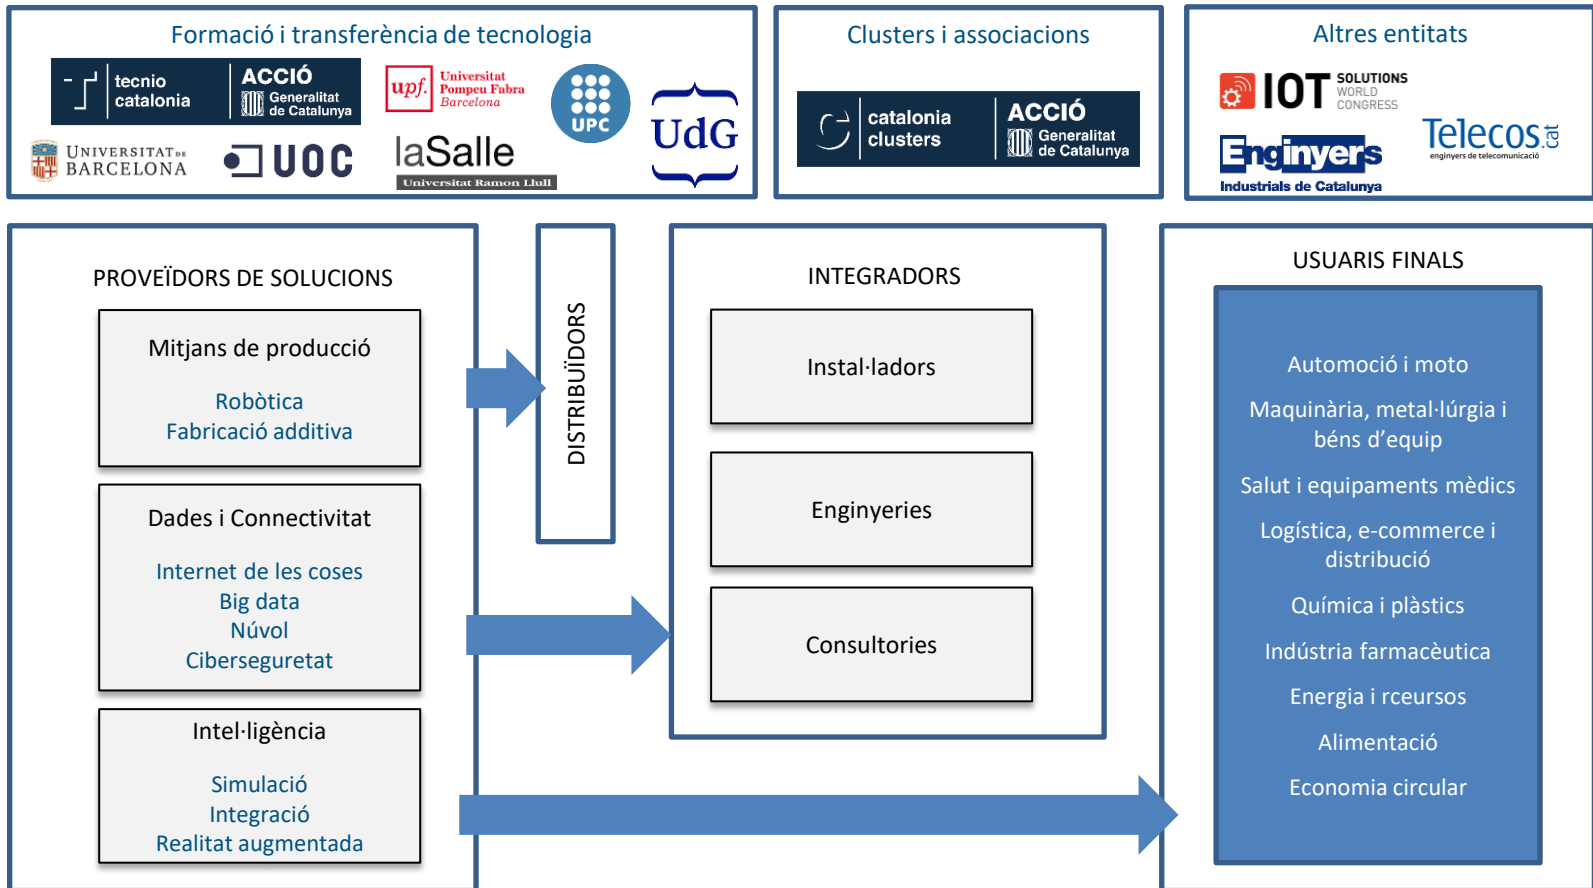 Formació i transferència de tecnologia
tecnio
catalonia
ACCIÓ
Generalitat
de Catalunya
upf.
Universitat
Pompeu Fabra
Barcelona
UPC
UdG
UNIVERSITAT DE
BARCELONA
UOC
laSalle
Universitat Ramon Llull
Clusters i associacions
catalonia
clusters
ACCIÓ
Generalitat
de Catalunya
Altres entitats
IOT
SOLUTIONS
WORLD
CONGRESS
Enginyers
Industrials de Catalunya
Telecos.cat
enginyers de telecomunicació
PROVEÏDORS DE SOLUCIONS
Mitjans de producció
Robòtica
Fabricació additiva
Dades i Connectivitat
Internet de les coses
Big data
Núvol
Ciberseguretat
Intel·ligència
Simulació
Integració
Realitat augmentada
DISTRIBUÏDORS
INTEGRADORS
Instal·ladors
Enginyeries
Consultories
USUARIS FINALS
Automoció i moto
Maquinària, metal·lúrgia i
béns d'equip
Salut i equipaments mèdics
Logística, e-commerce i
distribució
Química i plàstics
Indústria farmacèutica
Energia i rceursos
Alimentació
Economia circular